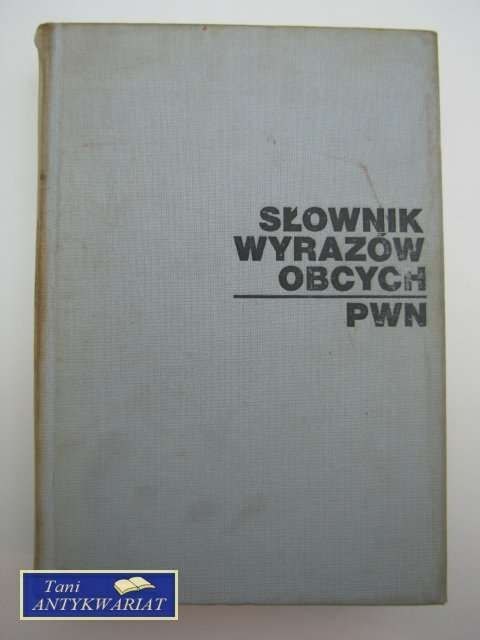 SŁOWNIK
WYRAZÓW
OBCYCH
PWN
Tani
ANTYKWARIAT